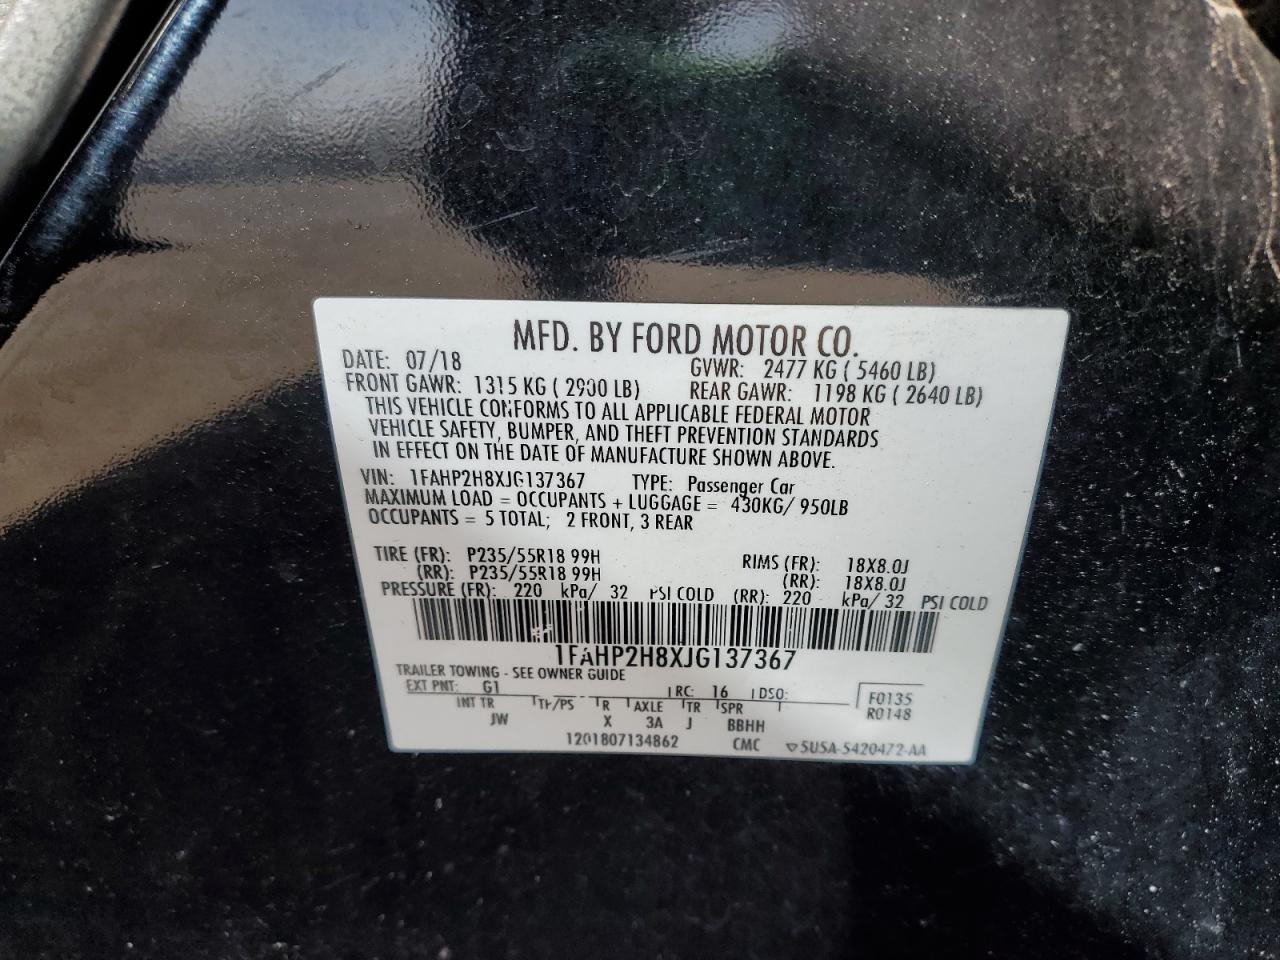 MFD. BY FORD MOTOR CO.
DATE: 07/18 GVWR: 2477 KG ( 5460 LB)
FRONT GAWR: 1315 KG ( 2900 LB) REAR GAWR: 1198 KG ( 2640 LB)
THIS VEHICLE CONFORMS TO ALL APPLICABLE FEDERAL MOTOR
VEHICLE SAFETY, BUMPER, AND THEFT PREVENTION STANDARDS
IN EFFECT ON THE DATE OF MANUFACTURE SHOWN ABOVE.
VIN: 1FAHP2H8XJG137367 TYPE: Passenger Car
MAXIMUM LOAD = OCCUPANTS + LUGGAGE = 430KG/ 950LB
OCCUPANTS = 5 TOTAL; 2 FRONT, 3 REAR
TIRE (FR): P235/55R18 99H RIMS (FR): 18X8.0J
(RR): P235/55R18 99H (RR): 18X8.0J
PRESSURE (FR): 220 kPa/ 32 PSI COLD (RR): 220 kPa/ 32 PSI COLD
1FAHP2H8XJG137367
TRAILER TOWING - SEE OWNER GUIDE
EXT PNT: G1 RC: 16 DSO: F0135
INT TR TP/PS R AXLE TR SPR R0148
JW X 3A J BBHH
1201807134862 CMC 5U5A-5420472-AA